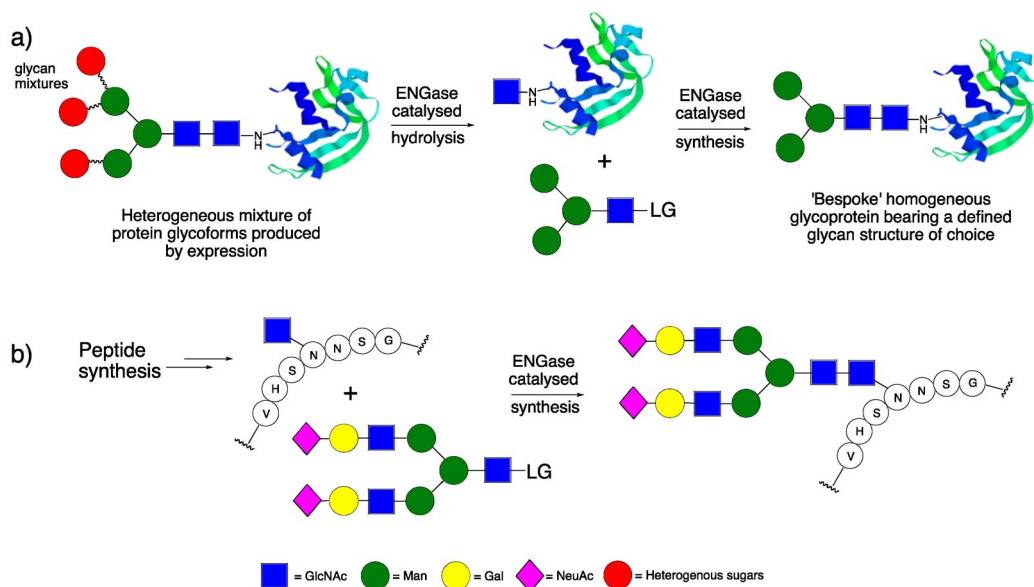 a)
glycan
mixtures
N
H
Heterogeneous mixture of
protein glycoforms produced
by expression
ENGase
catalysed
hydrolysis
N
H
+
LG
ENGase
catalysed
synthesis
N
H
'Bespoke' homogeneous
glycoprotein bearing a defined
glycan structure of choice
b)
Peptide
synthesis
V H S N N S G
+
LG
ENGase
catalysed
synthesis
V H S N N S G
= GlcNAc = Man = Gal = NeuAc = Heterogenous sugars